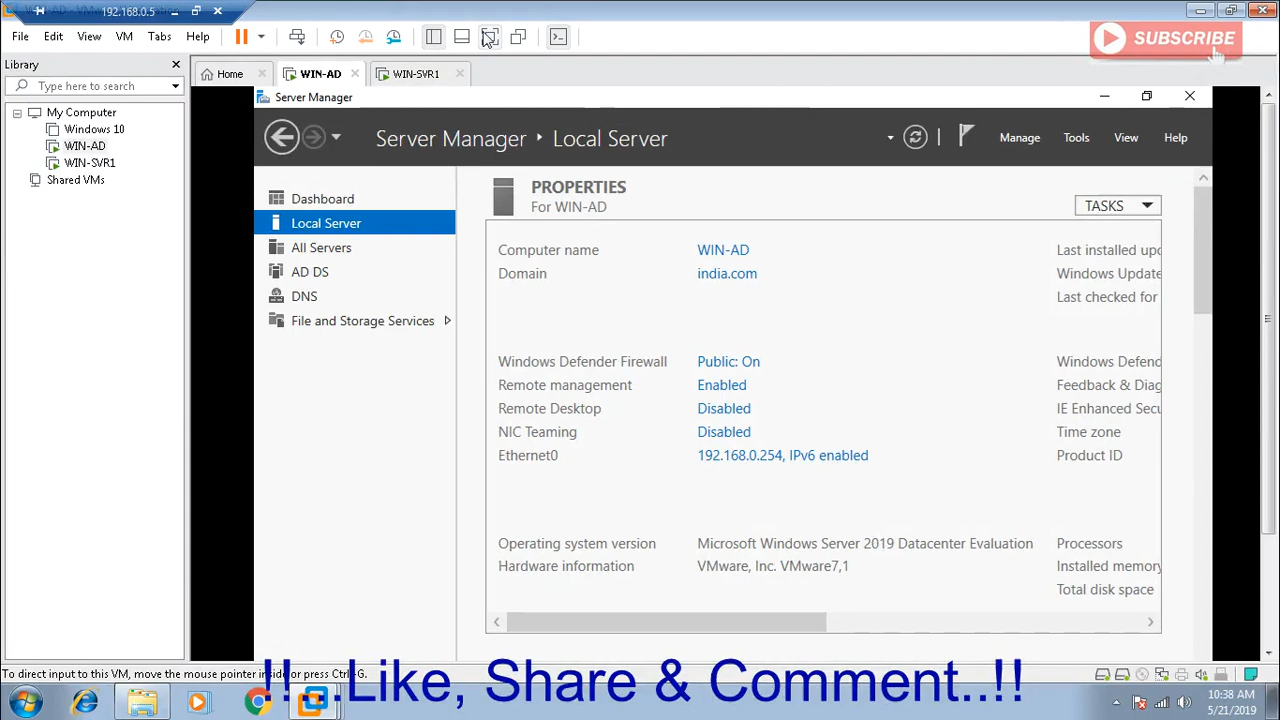 WIN-AD - VMware Workstation
192.168.0.5
File Edit View VM Tabs Help
SUBSCRIBE
Library
Type here to search
My Computer
Windows 10
WIN-AD
WIN-SVR1
Shared VMs
Home
WIN-AD
WIN-SVR1
Server Manager
Server Manager ‣ Local Server
Manage Tools View Help
Dashboard
Local Server
All Servers
AD DS
DNS
File and Storage Services
PROPERTIES
For WIN-AD
TASKS
Computer name WIN-AD Last installed upd
Domain india.com Windows Update
Last checked for
Windows Defender Firewall Public: On Windows Defend
Remote management Enabled Feedback & Diag
Remote Desktop Disabled IE Enhanced Secu
NIC Teaming Disabled Time zone
Ethernet0 192.168.0.254, IPv6 enabled Product ID
Operating system version Microsoft Windows Server 2019 Datacenter Evaluation Processors
Hardware information VMware, Inc. VMware7,1 Installed memory
Total disk space
To direct input to this VM, move the mouse pointer inside or press Ctrl+G.
!! Like, Share & Comment..!!
10:38 AM
5/21/2019